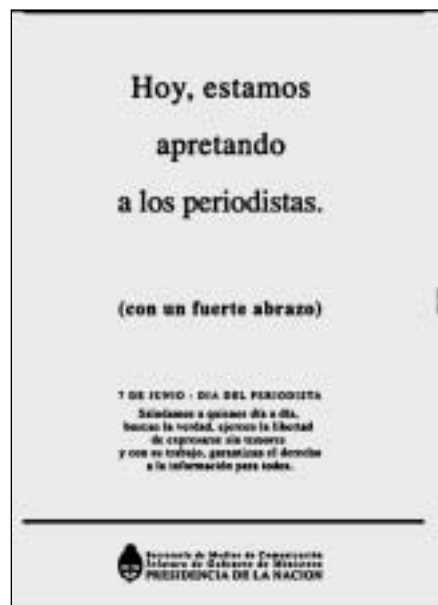 Hoy, estamos
apretando
a los periodistas.
(con un fuerte abrazo)
7 DE JUNIO - DIA DEL PERIODISTA
Saludamos a quienes día a día,
buscan la verdad, ejercen la libertad
de expresarse sin temores
y con su trabajo, garantizan el derecho
a la información para todos.
Secretaría de Medios de Comunicación
Jefatura de Gabinete de Ministros
PRESIDENCIA DE LA NACION